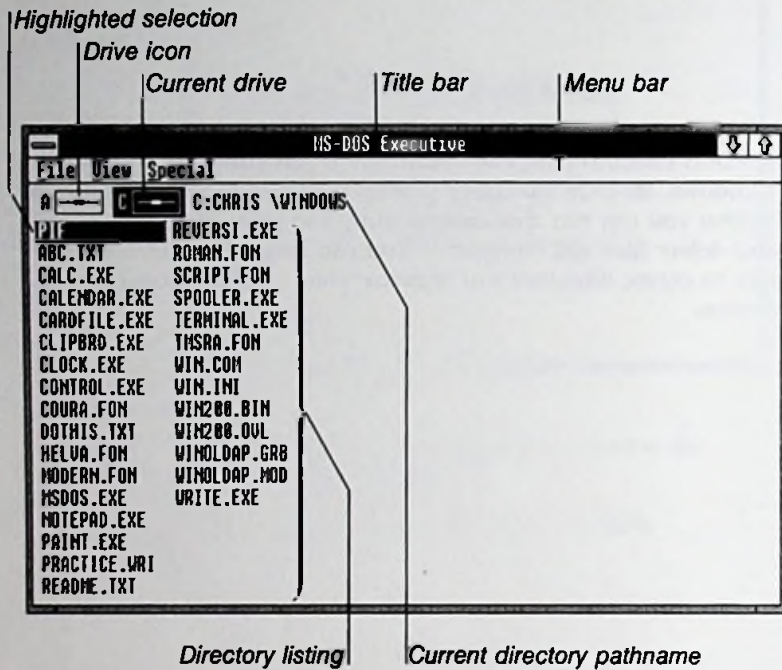 Highlighted selection
Drive icon
Current drive Title bar Menu bar
MS-DOS Executive
File View Special
A C C:CHRIS \WINDOWS
PIF REVERSI.EXE
ABC.TXT ROMAN.FON
CALC.EXE SCRIPT.FON
CALENDAR.EXE SPOOLER.EXE
CARDFILE.EXE TERMINAL.EXE
CLIPBRD.EXE TMSRA.FON
CLOCK.EXE WIN.COM
CONTROL.EXE WIN.INI
COURA.FON WIN200.BIN
DOTHIS.TXT WIN200.OVL
HELVA.FON WINOLDAP.GRB
MODERN.FON WINOLDAP.MOD
MSDOS.EXE WRITE.EXE
NOTEPAD.EXE
PAINT.EXE
PRACTICE.WRI
README.TXT
Directory listing Current directory pathname